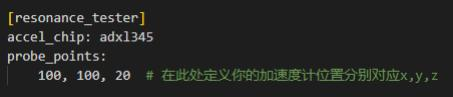 [resonance_tester]
accel_chip: adxl345
probe_points:
    100, 100, 20  # 在此处定义你的加速度计位置分别对应x,y,z